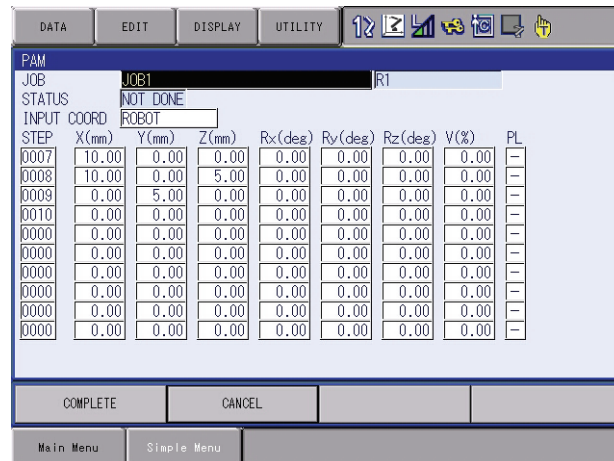 DATA EDIT DISPLAY UTILITY
PAM
JOB JOB1 R1
STATUS NOT DONE
INPUT COORD ROBOT
STEP X(mm) Y(mm) Z(mm) Rx(deg) Ry(deg) Rz(deg) V(%) PL
0007 10.00 0.00 0.00 0.00 0.00 0.00 0.00 -
0008 10.00 0.00 5.00 0.00 0.00 0.00 0.00 -
0009 0.00 5.00 0.00 0.00 0.00 0.00 0.00 -
0010 0.00 0.00 0.00 0.00 0.00 0.00 0.00 -
0000 0.00 0.00 0.00 0.00 0.00 0.00 0.00 -
0000 0.00 0.00 0.00 0.00 0.00 0.00 0.00 -
0000 0.00 0.00 0.00 0.00 0.00 0.00 0.00 -
0000 0.00 0.00 0.00 0.00 0.00 0.00 0.00 -
0000 0.00 0.00 0.00 0.00 0.00 0.00 0.00 -
0000 0.00 0.00 0.00 0.00 0.00 0.00 0.00 -
COMPLETE CANCEL
Main Menu Simple Menu